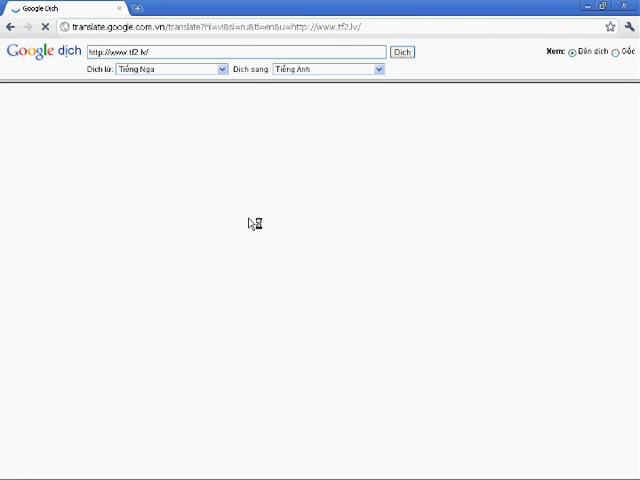 Google Dịch
translate.google.com.vn/translate?hl=vi&sl=ru&tl=en&u=http://www.tf2.lv/
Google dịch
http://www.tf2.lv/
Dịch
Xem: Bản dịch Gốc
Dịch từ: Tiếng Nga Dịch sang: Tiếng Anh